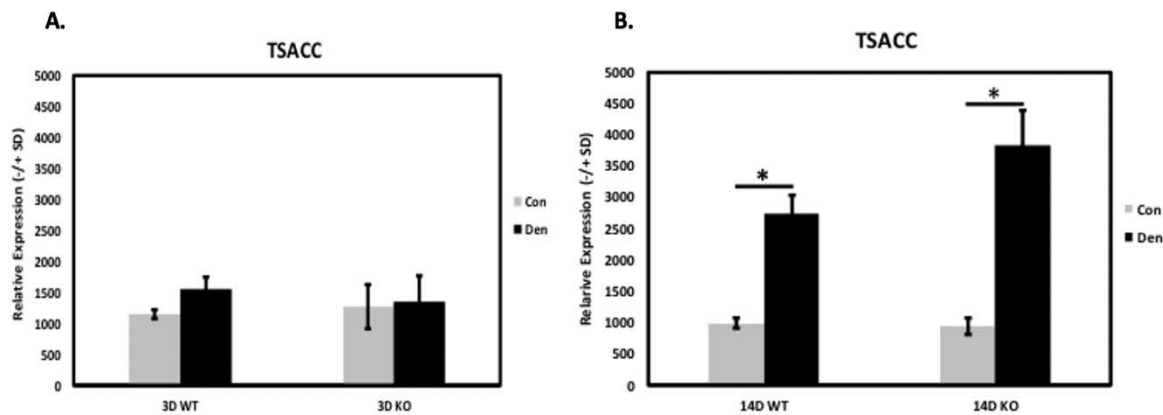 A.
TSACC
Relative Expression (-/+ SD)
5000
4500
4000
3500
3000
2500
2000
1500
1000
500
0
3D WT
3D KO
Con
Den
B.
TSACC
Relarive Expression (-/+ SD)
5000
4500
4000
3500
3000
2500
2000
1500
1000
500
0
*
*
14D WT
14D KO
Con
Den